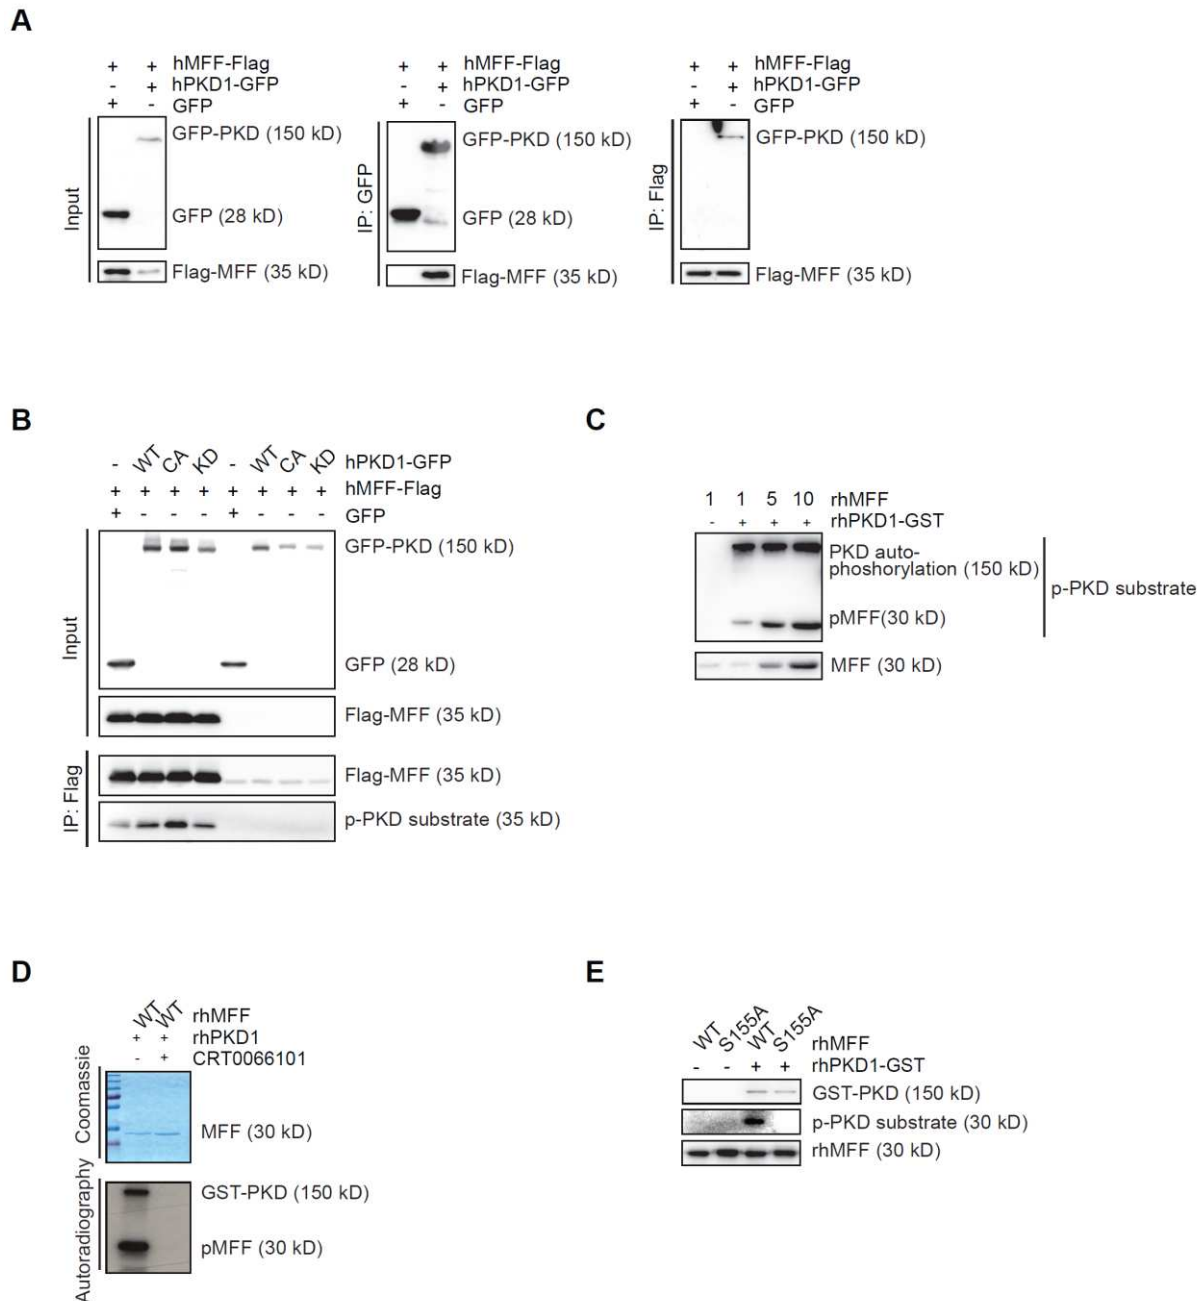 A
+ + hMFF-Flag
- + hPKD1-GFP
+ - GFP
Input
GFP-PKD (150 kD)
GFP (28 kD)
Flag-MFF (35 kD)
+ + hMFF-Flag
- + hPKD1-GFP
+ - GFP
IP: GFP
GFP-PKD (150 kD)
GFP (28 kD)
Flag-MFF (35 kD)
+ + hMFF-Flag
- + hPKD1-GFP
+ - GFP
IP: Flag
GFP-PKD (150 kD)
Flag-MFF (35 kD)
B
- WT CA KD - WT CA KD hPKD1-GFP
+ + + + + + + + hMFF-Flag
+ - - - + - - - GFP
Input
GFP-PKD (150 kD)
GFP (28 kD)
Flag-MFF (35 kD)
IP: Flag
Flag-MFF (35 kD)
p-PKD substrate (35 kD)
C
1 1 5 10 rhMFF
- + + + rhPKD1-GST
PKD auto-
phoshorylation (150 kD)
pMFF(30 kD)
p-PKD substrate
MFF (30 kD)
D
WT WT rhMFF
+ + rhPKD1
- + CRT0066101
Coomassie
MFF (30 kD)
Autoradiography
GST-PKD (150 kD)
pMFF (30 kD)
E
WT S155A WT S155A rhMFF
- - + + rhPKD1-GST
GST-PKD (150 kD)
p-PKD substrate (30 kD)
rhMFF (30 kD)